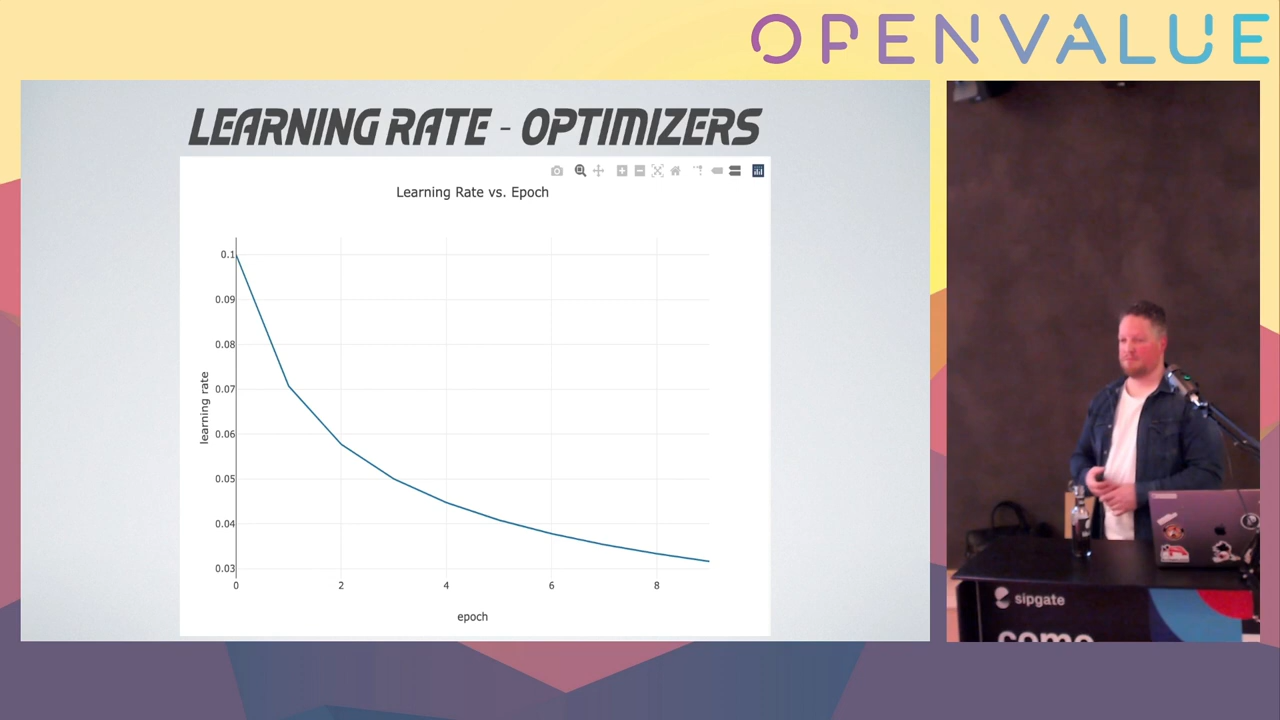 OPENVALUE
LEARNING RATE - OPTIMIZERS
Learning Rate vs. Epoch
0.1
0.09
0.08
0.07
0.06
0.05
0.04
0.03
learning rate
0
2
4
6
8
epoch
sipgate
come